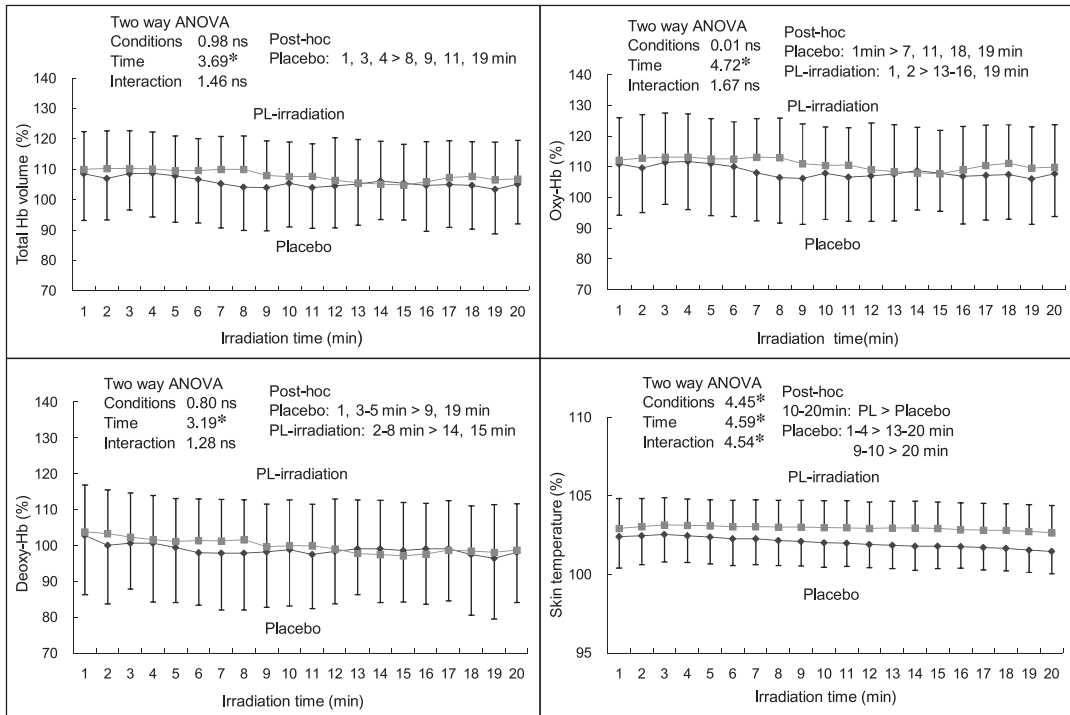 Two way ANOVA
Conditions 0.98 ns
Time 3.69*
Interaction 1.46 ns
Post-hoc
Placebo: 1, 3, 4 > 8, 9, 11, 19 min
PL-irradiation
Placebo
Total Hb volume (%)
140
130
120
110
100
90
80
70
1 2 3 4 5 6 7 8 9 10 11 12 13 14 15 16 17 18 19 20
Irradiation time (min)
Two way ANOVA
Conditions 0.01 ns
Time 4.72*
Interaction 1.67 ns
Post-hoc
Placebo: 1min > 7, 11, 18, 19 min
PL-irradiation: 1, 2 > 13-16, 19 min
PL-irradiation
Placebo
Oxy-Hb (%)
140
130
120
110
100
90
80
70
1 2 3 4 5 6 7 8 9 10 11 12 13 14 15 16 17 18 19 20
Irradiation time(min)
Two way ANOVA
Conditions 0.80 ns
Time 3.19*
Interaction 1.28 ns
Post-hoc
Placebo: 1, 3-5 min > 9, 19 min
PL-irradiation: 2-8 min > 14, 15 min
PL-irradiation
Placebo
Deoxy-Hb (%)
140
130
120
110
100
90
80
70
1 2 3 4 5 6 7 8 9 10 11 12 13 14 15 16 17 18 19 20
Irradiation time (min)
Two way ANOVA
Conditions 4.45*
Time 4.59*
Interaction 4.54*
Post-hoc
10-20min: PL > Placebo
Placebo: 1-4 > 13-20 min
9-10 > 20 min
PL-irradiation
Placebo
Skin temperature (%)
110
105
100
95
1 2 3 4 5 6 7 8 9 10 11 12 13 14 15 16 17 18 19 20
Irradiation time (min)